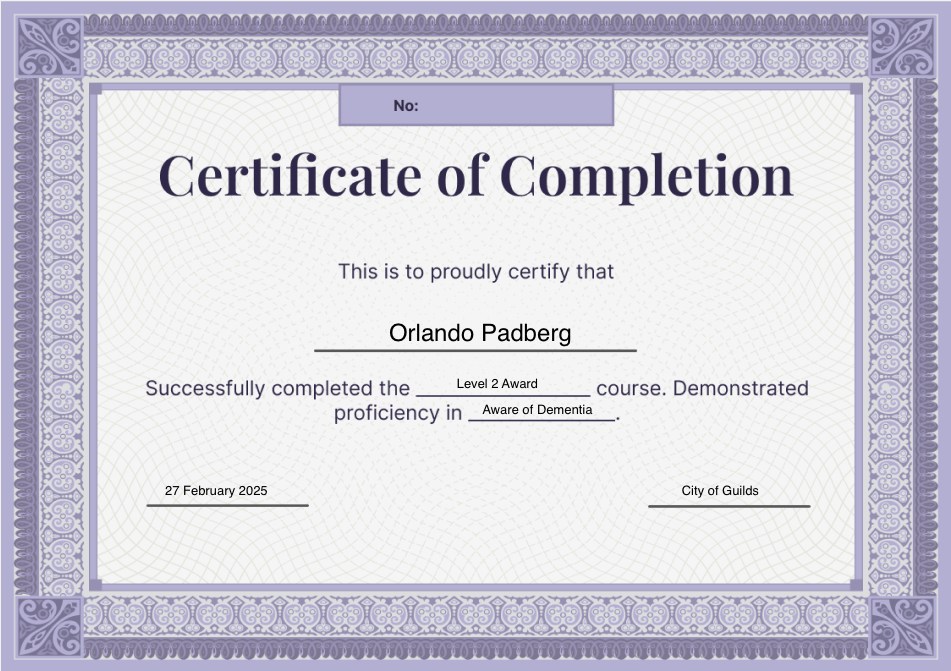 No:
Certificate of Completion
This is to proudly certify that
Orlando Padberg
Successfully completed the Level 2 Award course. Demonstrated
proficiency in Aware of Dementia.
27 February 2025
City of Guilds